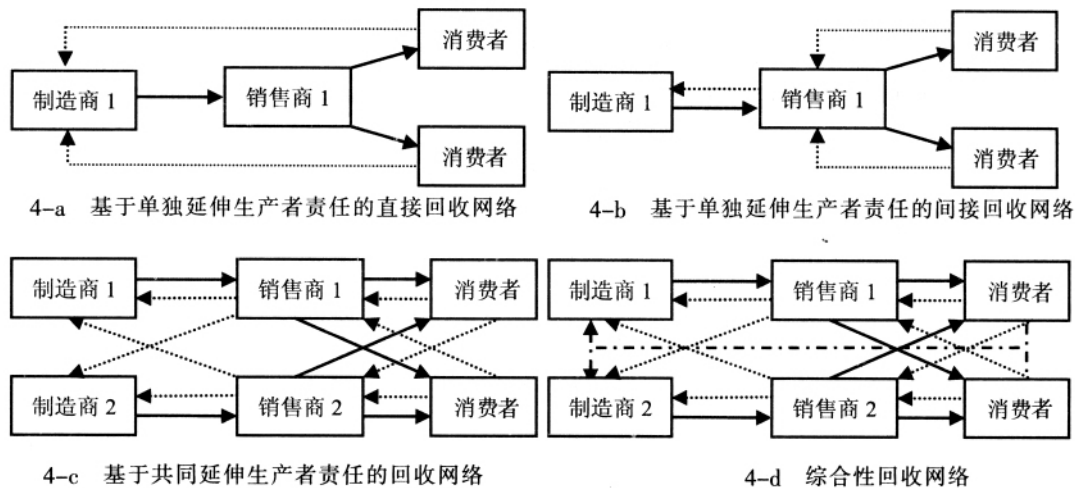 消费者
消费者
制造商 1
销售商 1
制造商 1
销售商 1
消费者
消费者
4-a 基于单独延伸生产者责任的直接回收网络
4-b 基于单独延伸生产者责任的间接回收网络
制造商 1
销售商 1
消费者
制造商 1
销售商 1
消费者
制造商 2
销售商 2
消费者
制造商 2
销售商 2
消费者
4-c 基于共同延伸生产者责任的回收网络
4-d 综合性回收网络